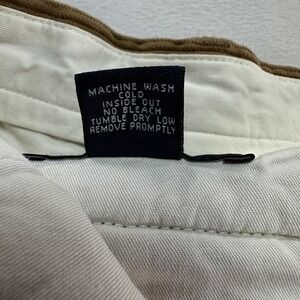 MACHINE WASH
COLD
INSIDE OUT
NO BLEACH
TUMBLE DRY LOW
REMOVE PROMPTLY